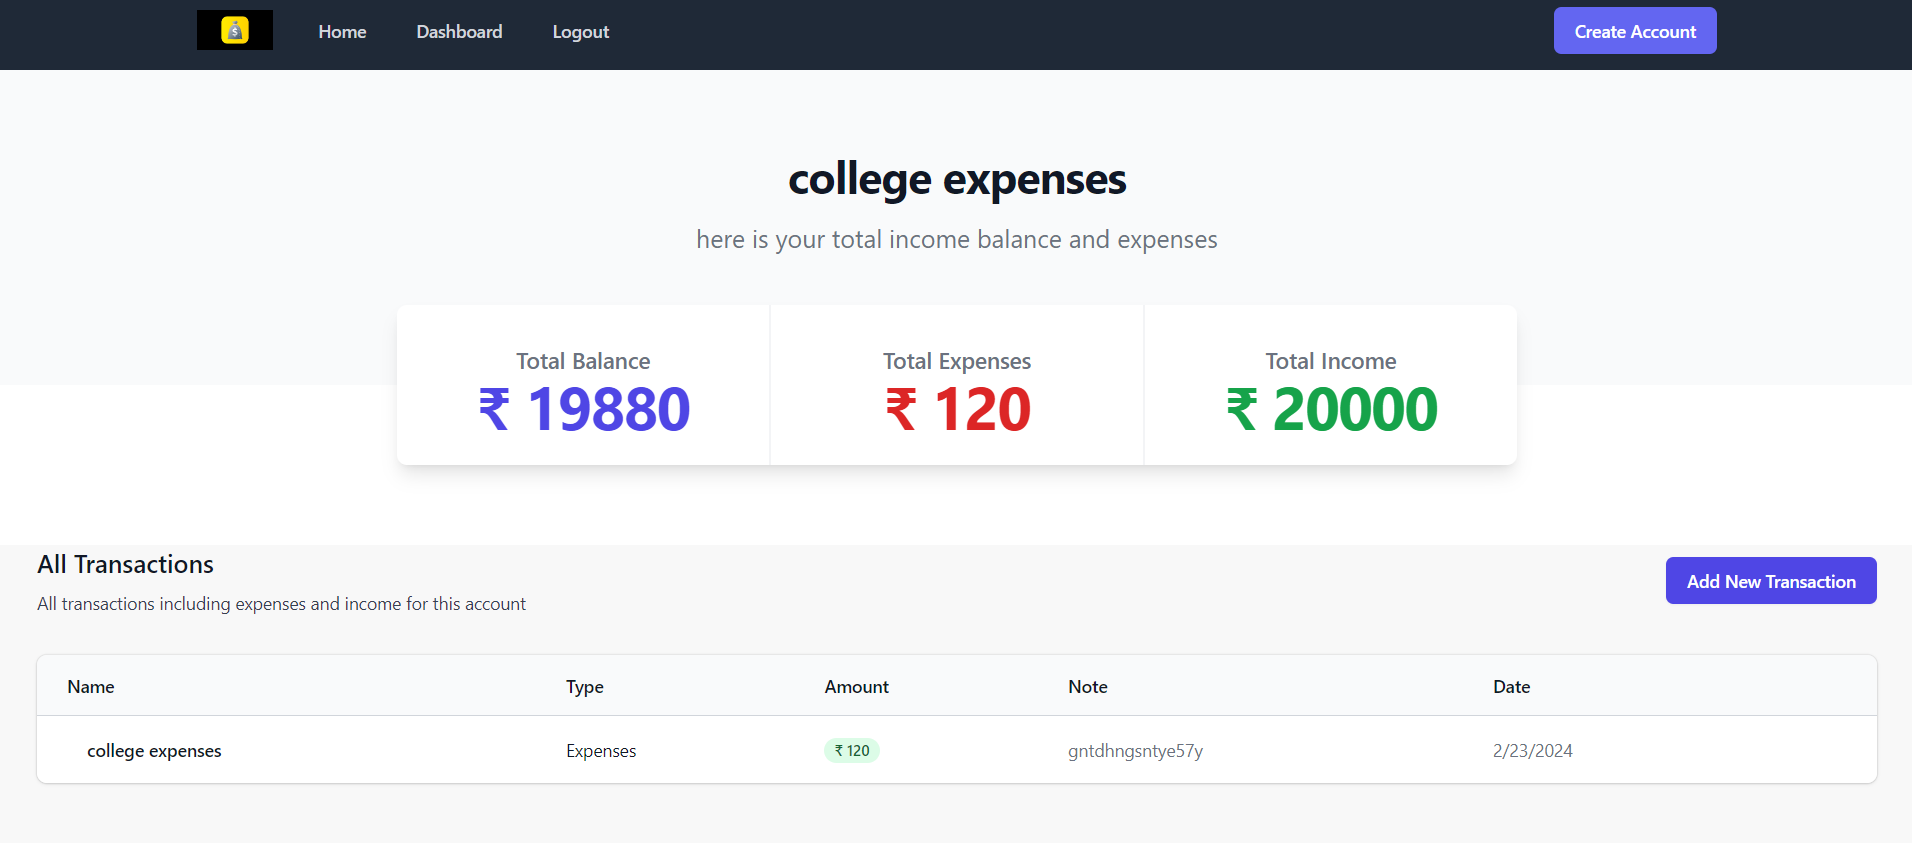 Home Dashboard Logout Create Account
college expenses
here is your total income balance and expenses
Total Balance Total Expenses Total Income
₹ 19880 ₹ 120 ₹ 20000
All Transactions
Add New Transaction
All transactions including expenses and income for this account
Name Type Amount Note Date
college expenses Expenses ₹ 120 gntdhngsntye57y 2/23/2024